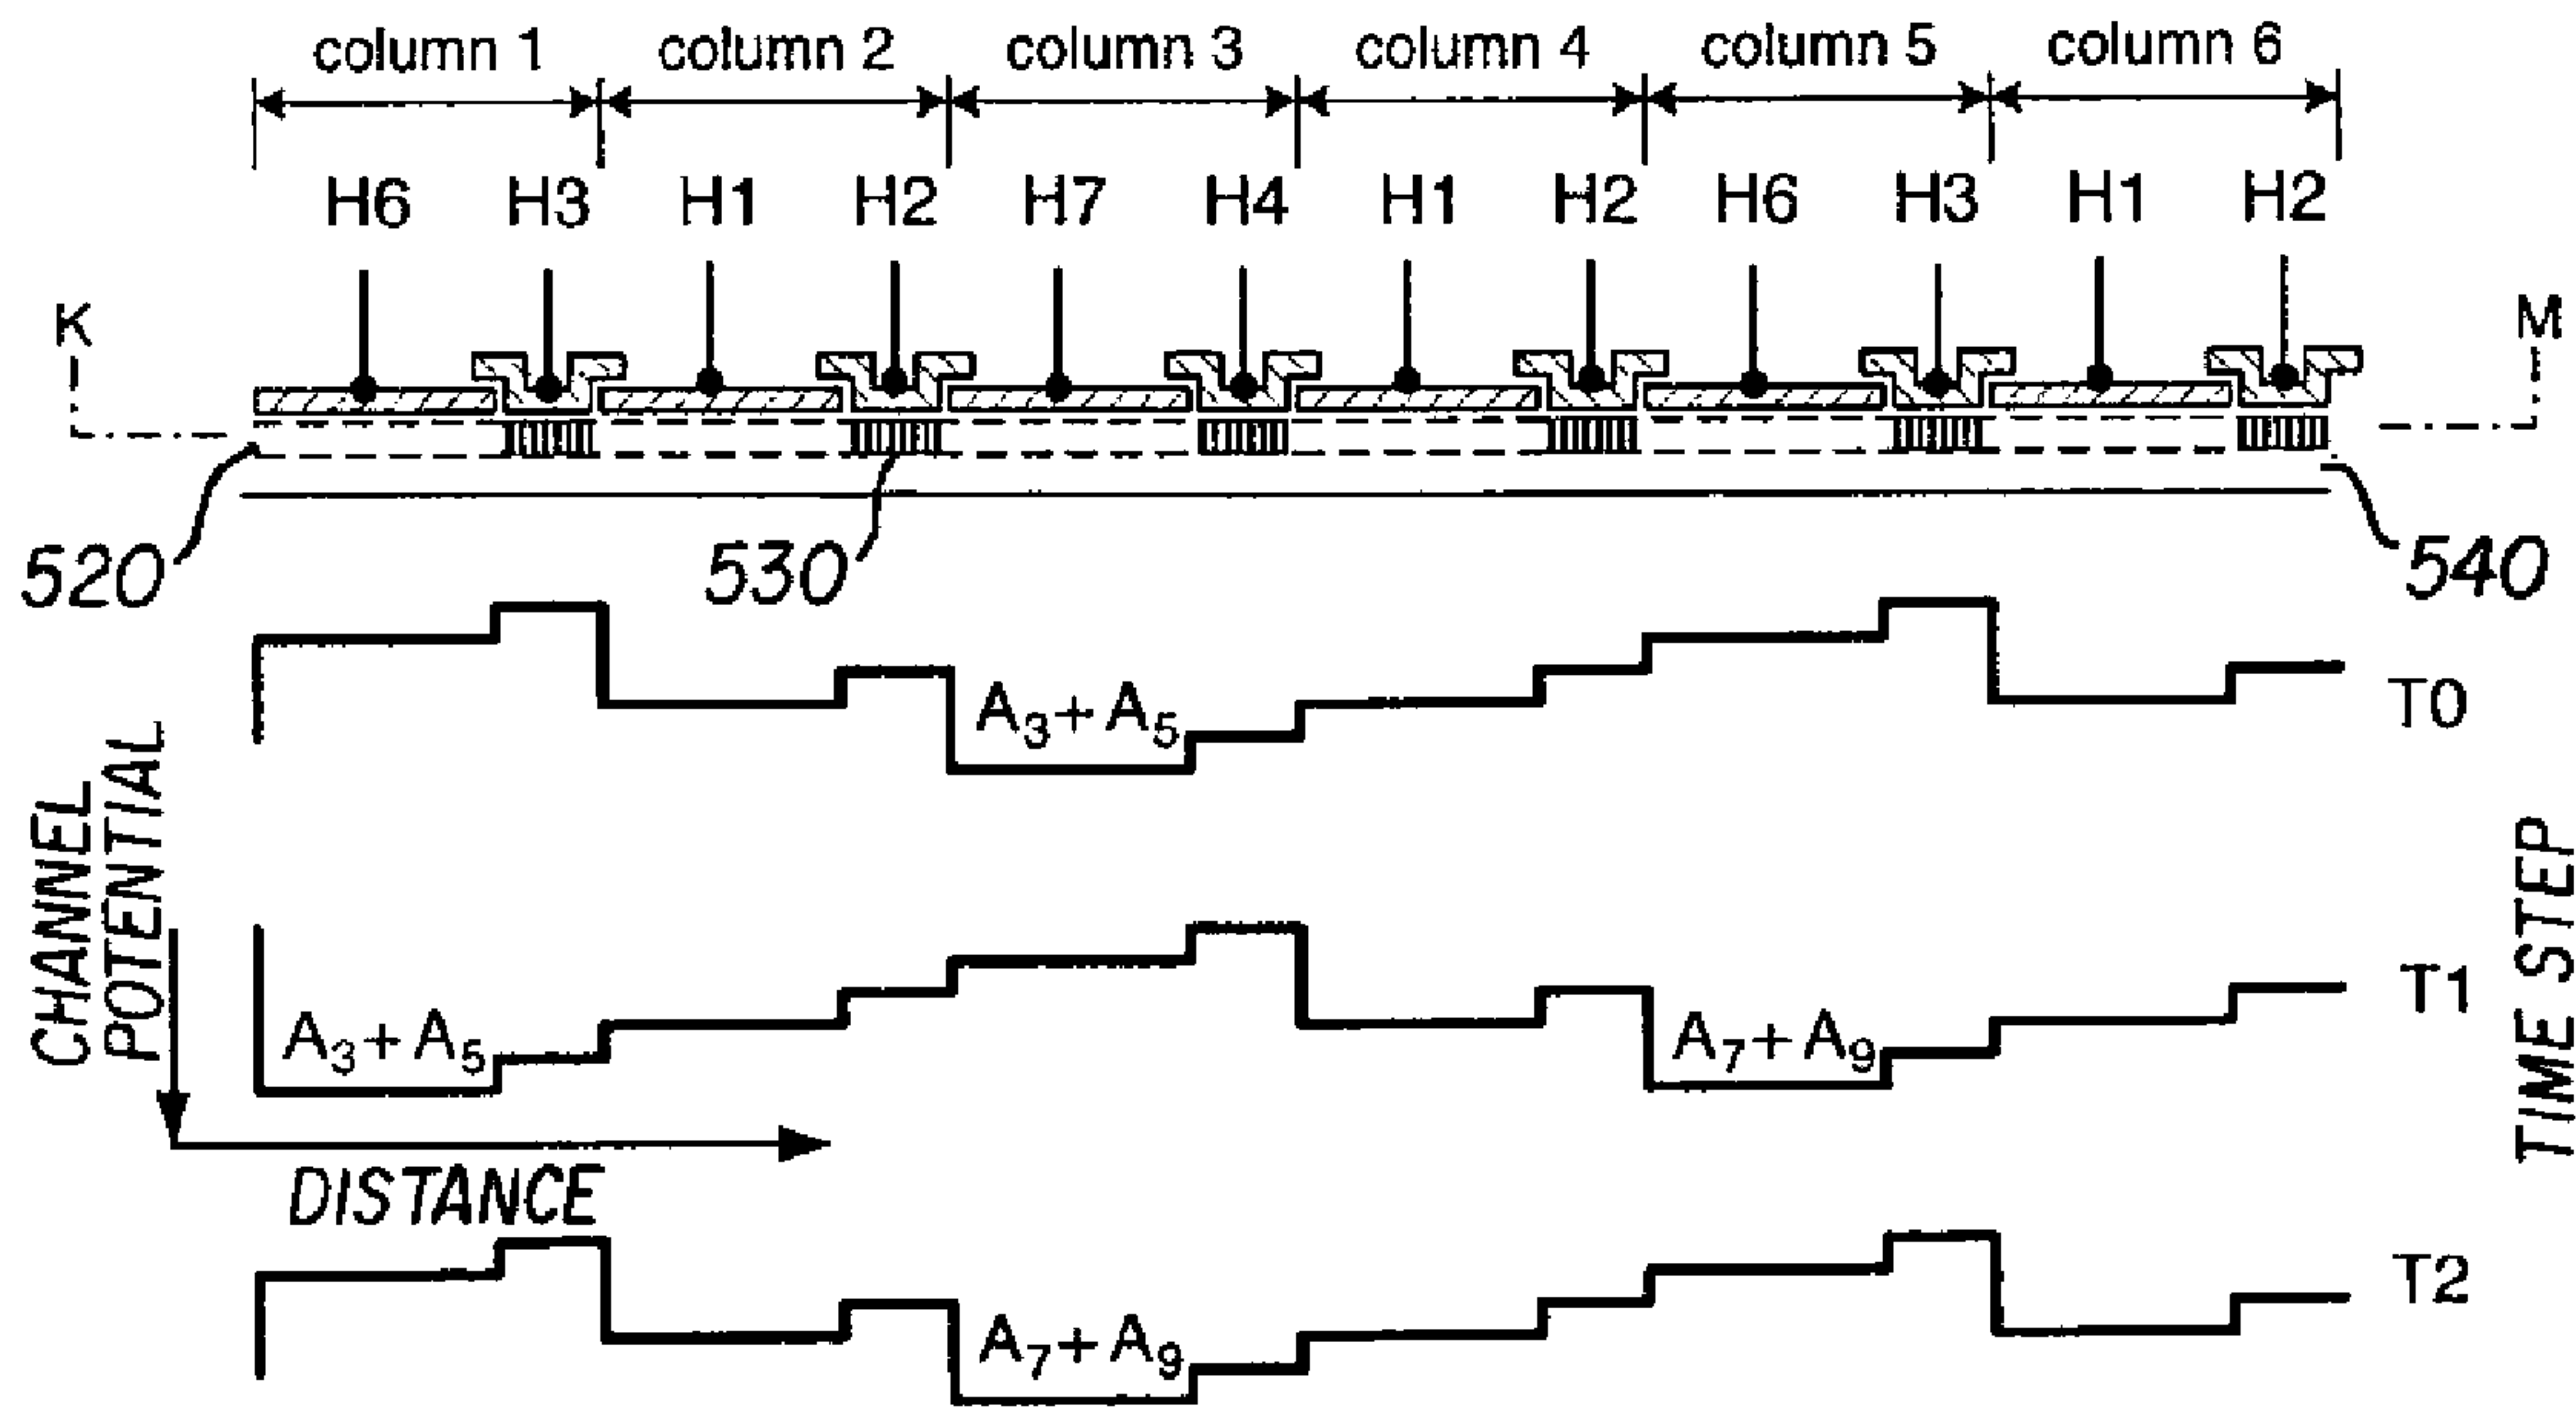 column 1 column 2 column 3 column 4 column 5 column 6
H6 H3 H1 H2 H7 H4 H1 H2 H6 H3 H1 H2
K M
520 530 540
A3+A5 T0
CHANNEL
POTENTIAL
A3+A5 A7+A9 T1
TIME STEP
DISTANCE
A7+A9 T2